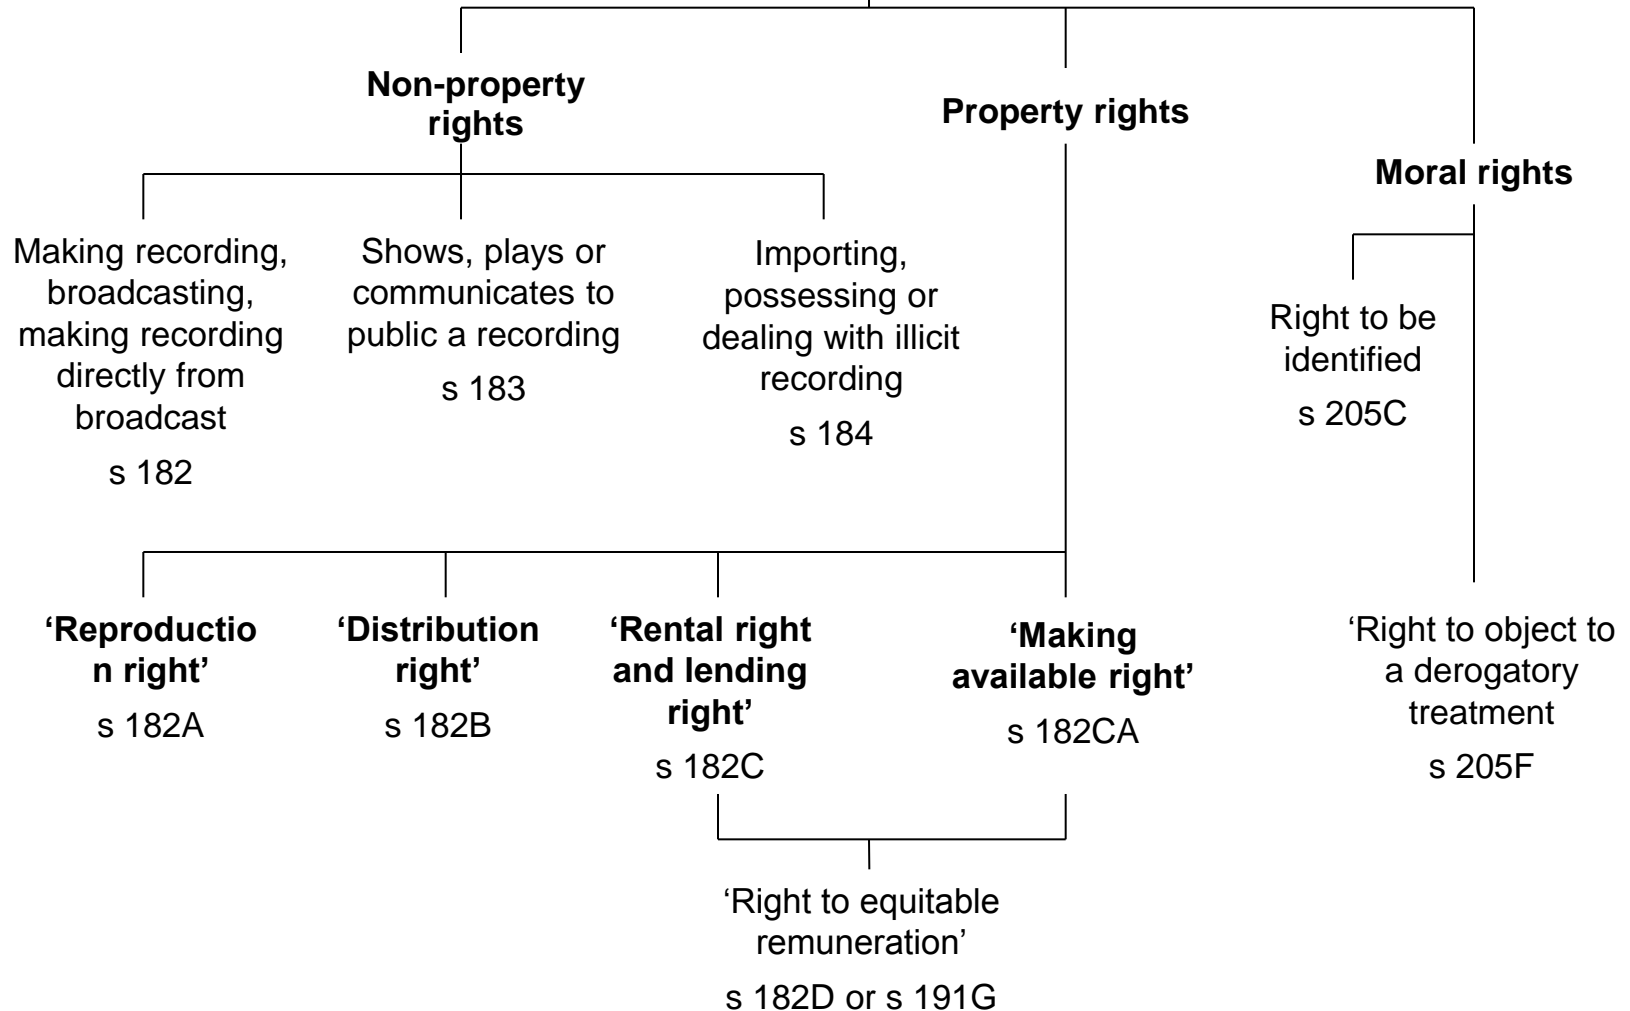 Non-property
rights
Property rights
Moral rights
Making recording,
broadcasting,
making recording
directly from
broadcast
s 182
Shows, plays or
communicates to
public a recording
s 183
Importing,
possessing or
dealing with illicit
recording
s 184
Right to be
identified
s 205C
‘Reproductio
n right’
s 182A
‘Distribution
right’
s 182B
‘Rental right
and lending
right’
s 182C
‘Making
available right’
s 182CA
‘Right to object to
a derogatory
treatment
s 205F
‘Right to equitable
remuneration’
s 182D or s 191G